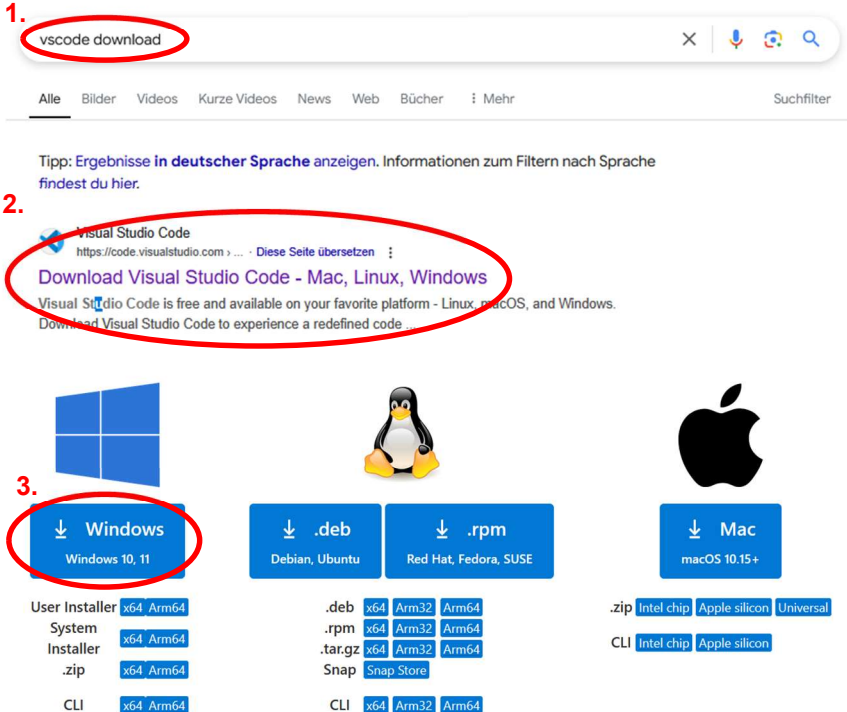 1.
vscode download
Alle Bilder Videos Kurze Videos News Web Bücher Mehr Suchfilter
Tipp: Ergebnisse in deutscher Sprache anzeigen. Informationen zum Filtern nach Sprache
findest du hier.
2.
Visual Studio Code
https://code.visualstudio.com › ... · Diese Seite übersetzen
Download Visual Studio Code - Mac, Linux, Windows
Visual Studio Code is free and available on your favorite platform - Linux, macOS, and Windows.
Download Visual Studio Code to experience a redefined code ...
3.
Windows
Windows 10, 11
.deb
Debian, Ubuntu
.rpm
Red Hat, Fedora, SUSE
Mac
macOS 10.15+
User Installer x64 Arm64
System
Installer x64 Arm64
.zip x64 Arm64
CLI x64 Arm64
.deb x64 Arm32 Arm64
.rpm x64 Arm32 Arm64
.tar.gz x64 Arm32 Arm64
Snap Snap Store
CLI x64 Arm32 Arm64
.zip Intel chip Apple silicon Universal
CLI Intel chip Apple silicon